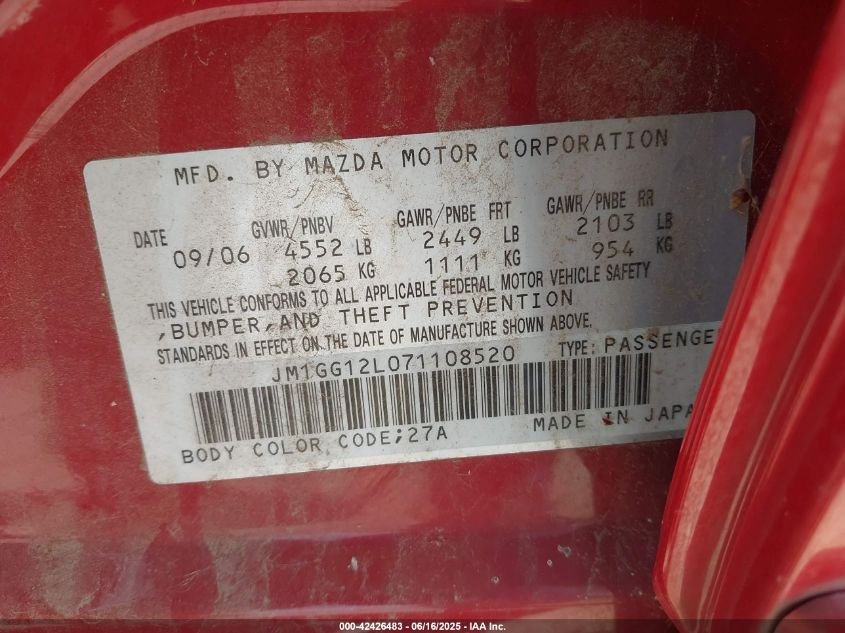 MFD. BY MAZDA MOTOR CORPORATION
DATE GVWR/PNBV GAWR/PNBE FRT GAWR/PNBE RR
09/06 4552 LB 2449 LB 2103 LB
2065 KG 1111 KG 954 KG
THIS VEHICLE CONFORMS TO ALL APPLICABLE FEDERAL MOTOR VEHICLE SAFETY
,BUMPER,AND THEFT PREVENTION
STANDARDS IN EFFECT ON THE DATE OF MANUFACTURE SHOWN ABOVE.
JM1GG12L071108520 TYPE: PASSENGE
BODY COLOR CODE;27A MADE IN JAPA
000-42426483 - 06/16/2025 - IAA Inc.